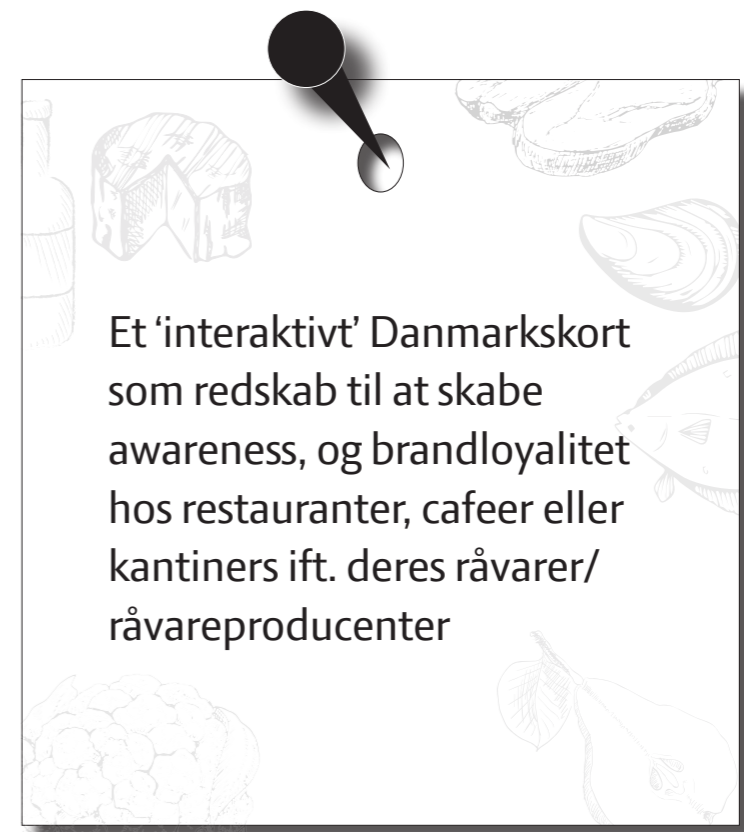 Et ‘interaktivt’ Danmarkskort
som redskab til at skabe
awareness, og brandloyalitet
hos restauranter, cafeer eller
kantiners ift. deres råvarer/
råvareproducenter